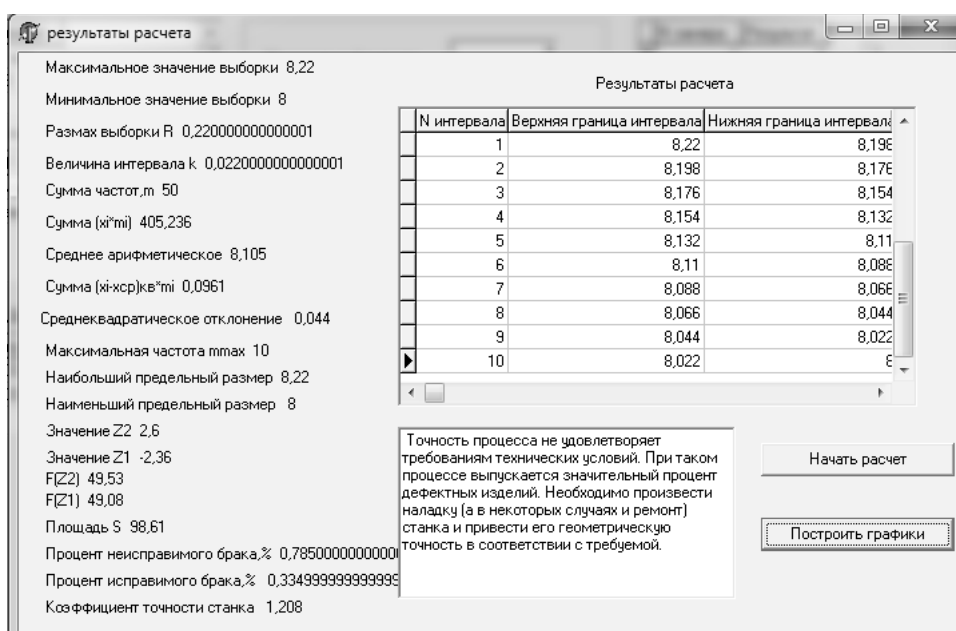 результаты расчета
Максимальное значение выборки 8,22
Минимальное значение выборки 8
Размах выборки R 0,220000000000001
Величина интервала k 0,0220000000000001
Сумма частот,m 50
Сумма (xi*mi) 405,236
Среднее арифметическое 8,105
Сумма (xi-xср)кв*mi 0,0961
Среднеквадратическое отклонение 0,044
Максимальная частота mmax 10
Наибольший предельный размер 8,22
Наименьший предельный размер 8
Значение Z2 2,6
Значение Z1 -2,36
F(Z2) 49,53
F(Z1) 49,08
Площадь S 98,61
Процент неисправимого брака,% 0,7850000000000
Процент исправимого брака,% 0,334999999999999
Коэффициент точности станка 1,208
Результаты расчета
N интервала Верхняя граница интервала Нижняя граница интервала
1 8,22 8,198
2 8,198 8,176
3 8,176 8,154
4 8,154 8,132
5 8,132 8,11
6 8,11 8,088
7 8,088 8,066
8 8,066 8,044
9 8,044 8,022
10 8,022 8
Точность процесса не удовлетворяет
требованиям технических условий. При таком
процессе выпускается значительный процент
дефектных изделий. Необходимо произвести
наладку (а в некоторых случаях и ремонт)
станка и привести его геометрическую
точность в соответствии с требуемой.
Начать расчет
Построить графики